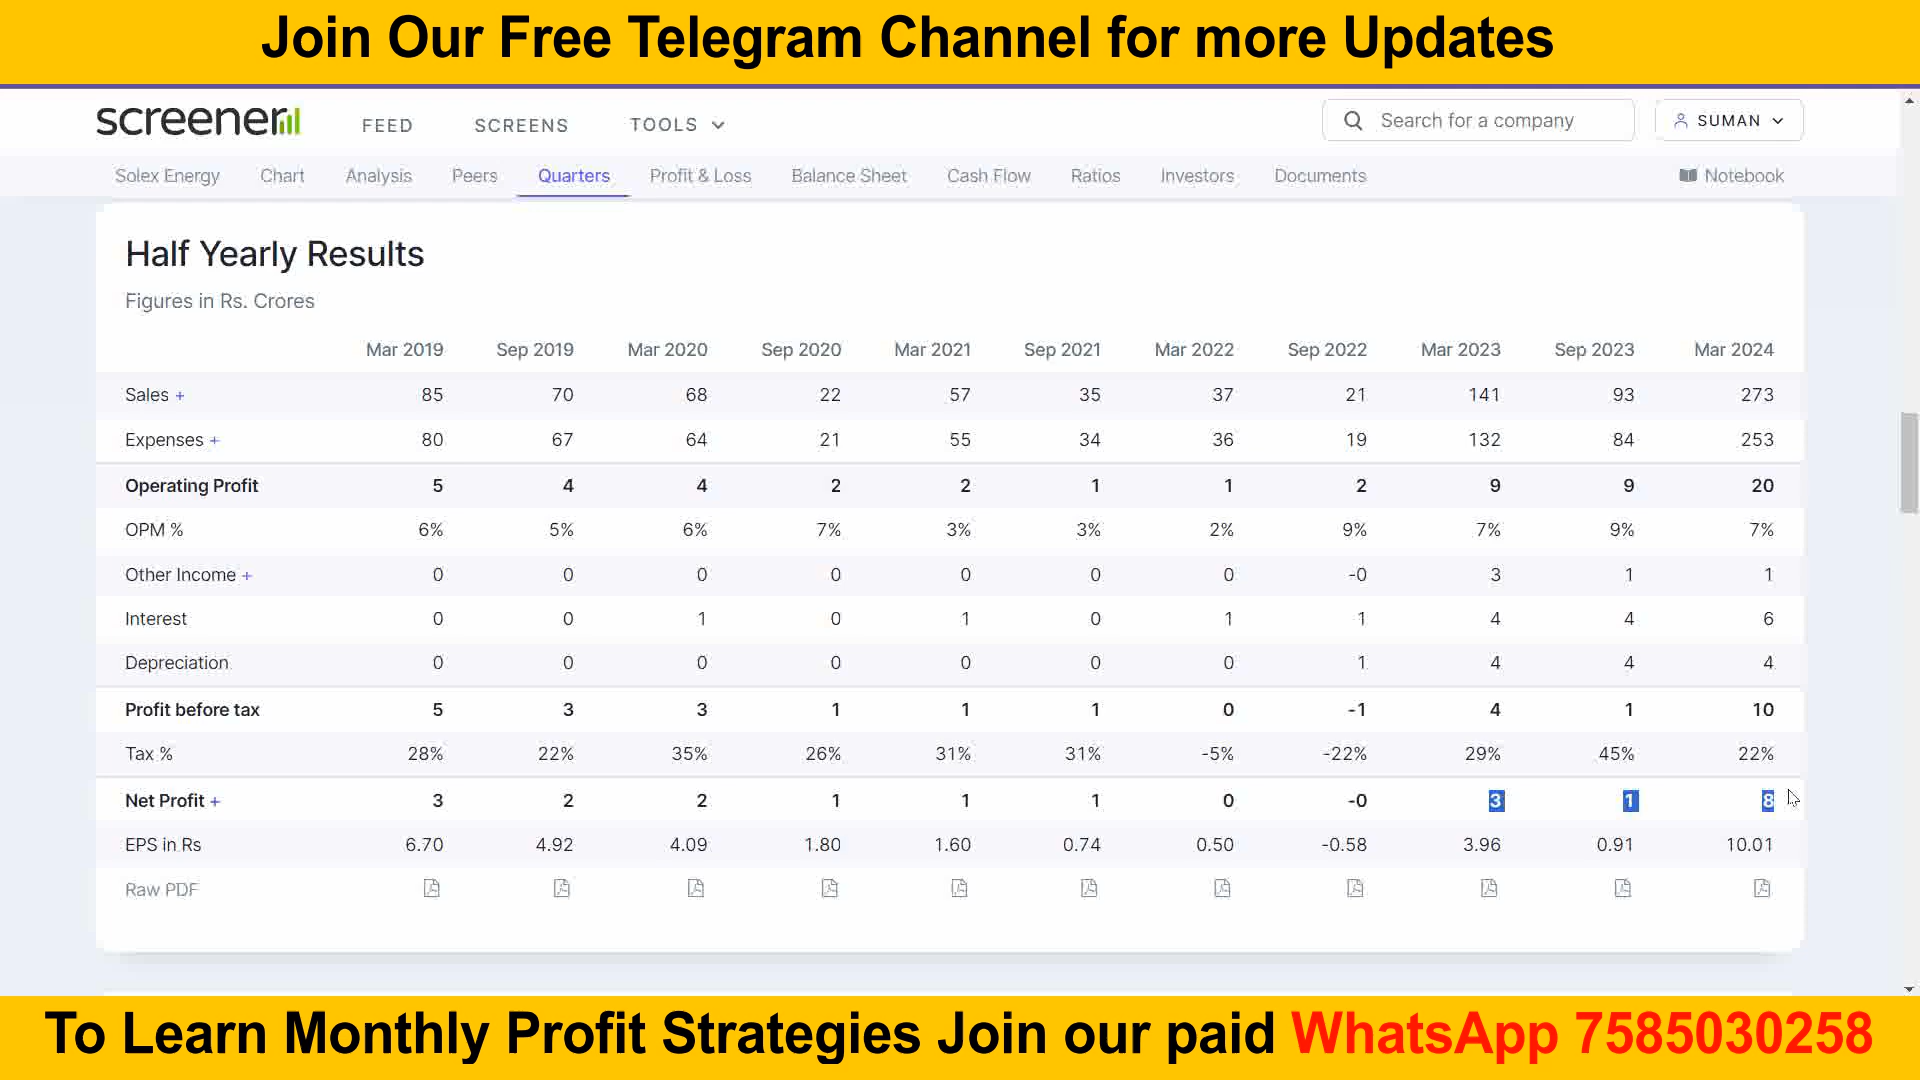 Join Our Free Telegram Channel for more Updates
screener FEED SCREENS TOOLS Search for a company SUMAN
Solex Energy Chart Analysis Peers Quarters Profit & Loss Balance Sheet Cash Flow Ratios Investors Documents Notebook
Half Yearly Results
Figures in Rs. Crores
Mar 2019 Sep 2019 Mar 2020 Sep 2020 Mar 2021 Sep 2021 Mar 2022 Sep 2022 Mar 2023 Sep 2023 Mar 2024
Sales + 85 70 68 22 57 35 37 21 141 93 273
Expenses + 80 67 64 21 55 34 36 19 132 84 253
Operating Profit 5 4 4 2 2 1 1 2 9 9 20
OPM % 6% 5% 6% 7% 3% 3% 2% 9% 7% 9% 7%
Other Income + 0 0 0 0 0 0 0 -0 3 1 1
Interest 0 0 1 0 1 0 1 1 4 4 6
Depreciation 0 0 0 0 0 0 0 1 4 4 4
Profit before tax 5 3 3 1 1 1 0 -1 4 1 10
Tax % 28% 22% 35% 26% 31% 31% -5% -22% 29% 45% 22%
Net Profit + 3 2 2 1 1 1 0 -0 3 1 8
EPS in Rs 6.70 4.92 4.09 1.80 1.60 0.74 0.50 -0.58 3.96 0.91 10.01
Raw PDF
To Learn Monthly Profit Strategies Join our paid WhatsApp 7585030258